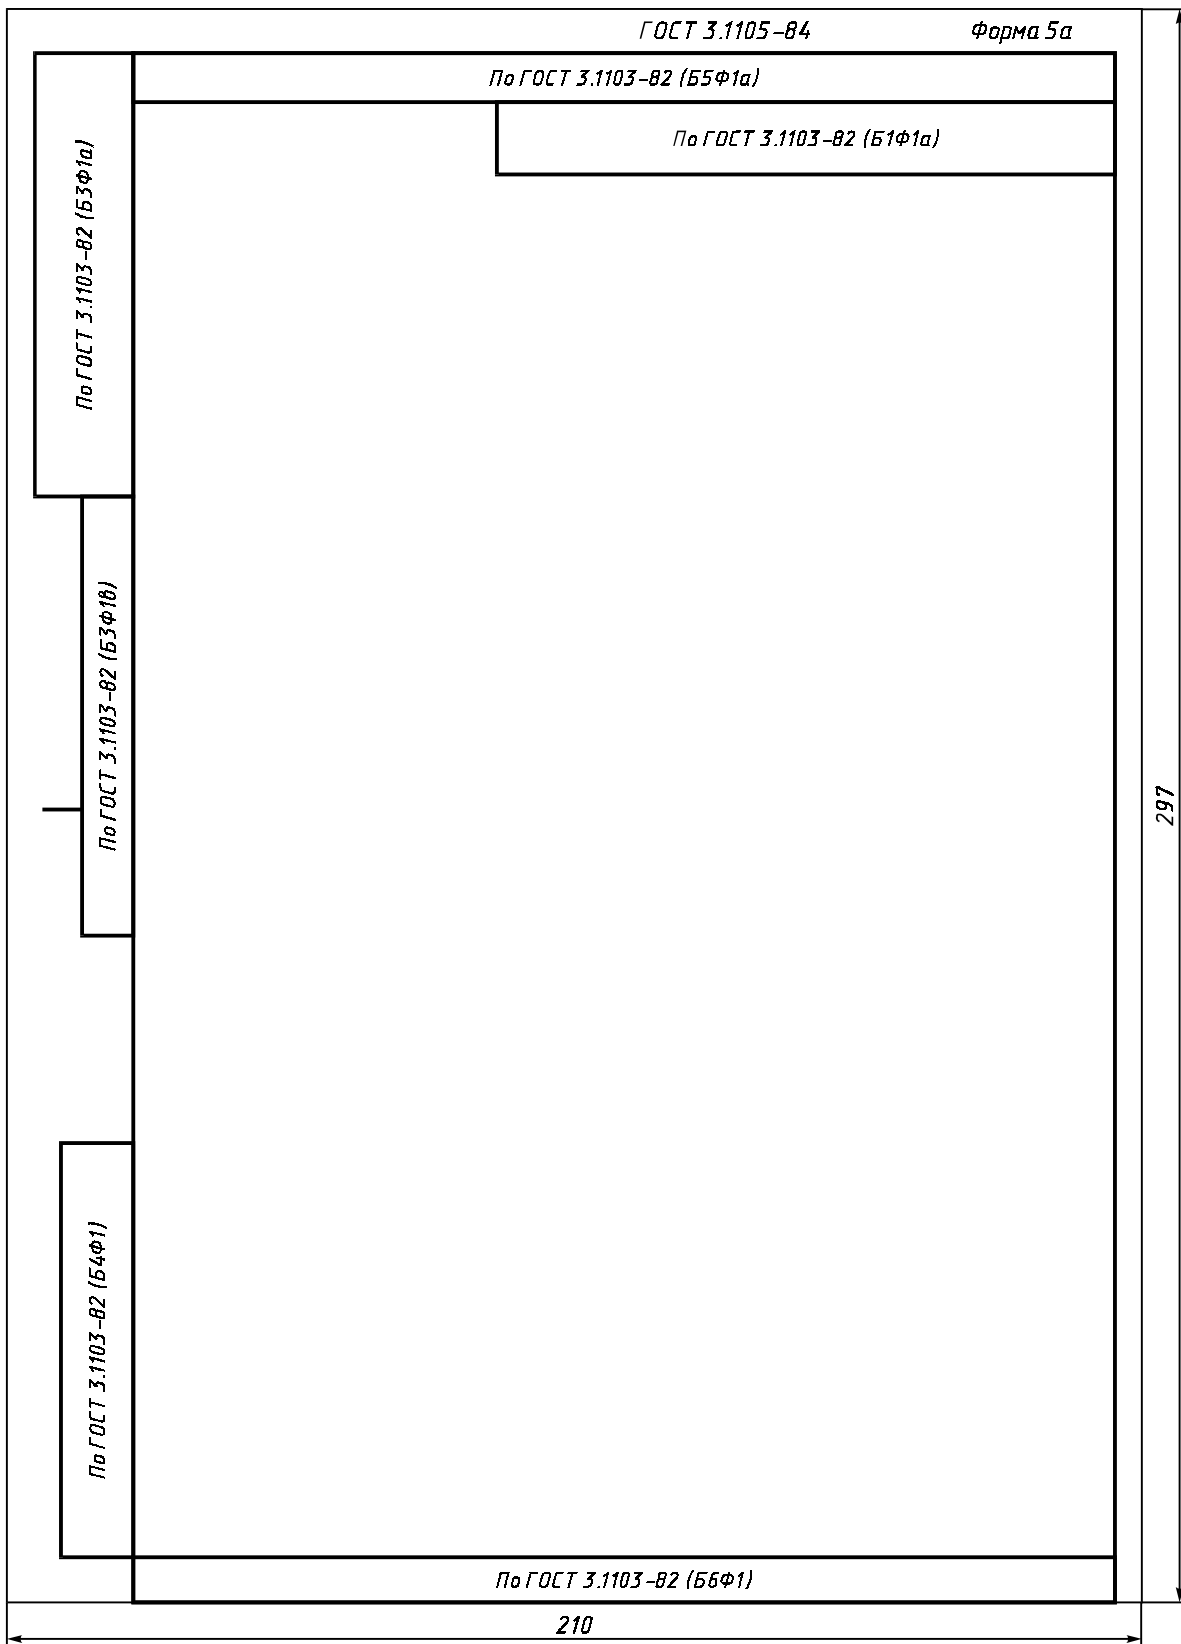 ГОСТ 3.1105-84 Форма 5а
По ГОСТ 3.1103-82 (Б5Ф1а)
По ГОСТ 3.1103-82 (Б1Ф1а)
По ГОСТ 3.1103-82 (Б3Ф1а)
По ГОСТ 3.1103-82 (Б3Ф1в)
297
По ГОСТ 3.1103-82 (Б4Ф1)
По ГОСТ 3.1103-82 (Б6Ф1)
210